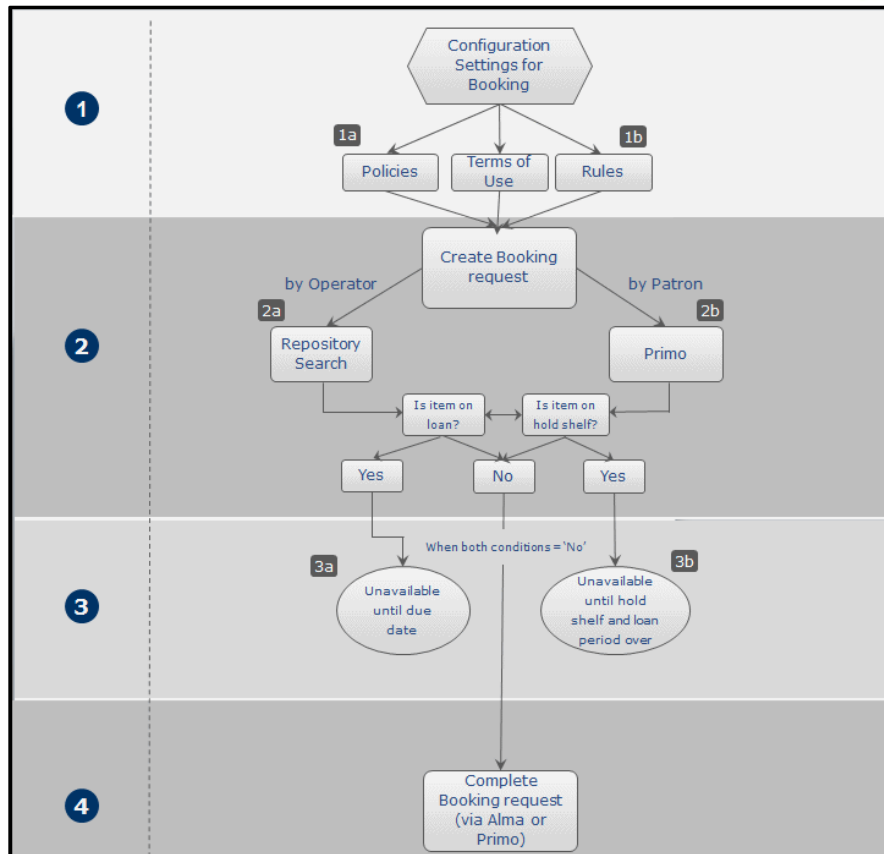 Configuration
Settings for
Booking
1
1a
1b
Policies
Terms of
Use
Rules
Create Booking
request
by Operator
by Patron
2a
2b
2
Repository
Search
Primo
Is item on
loan?
Is item on
hold shelf?
Yes
No
Yes
When both conditions = ‘No’
3a
3b
3
Unavailable
until due
date
Unavailable
until hold
shelf and loan
period over
4
Complete
Booking request
(via Alma or
Primo)